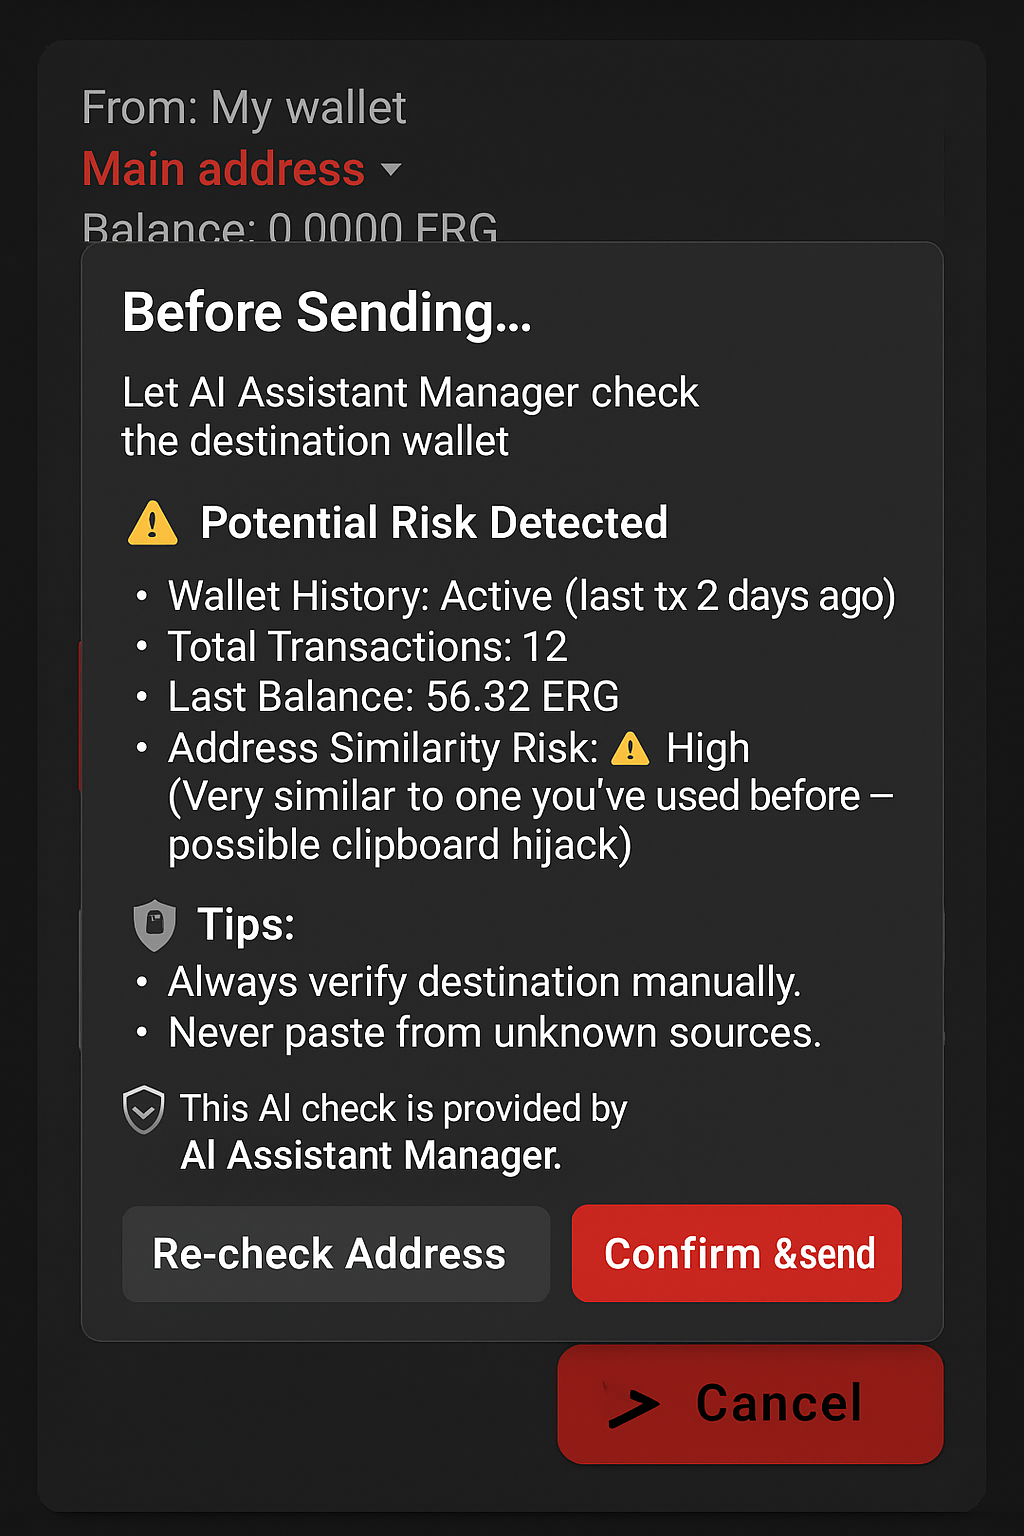 From: My wallet
Main address
Balance: 0.0000 ERG
Before Sending...
Let AI Assistant Manager check
the destination wallet
⚠ Potential Risk Detected
• Wallet History: Active (last tx 2 days ago)
• Total Transactions: 12
• Last Balance: 56.32 ERG
• Address Similarity Risk: ⚠ High
(Very similar to one you've used before –
possible clipboard hijack)
Tips:
• Always verify destination manually.
• Never paste from unknown sources.
This AI check is provided by
AI Assistant Manager.
Re-check Address
Confirm &send
Cancel